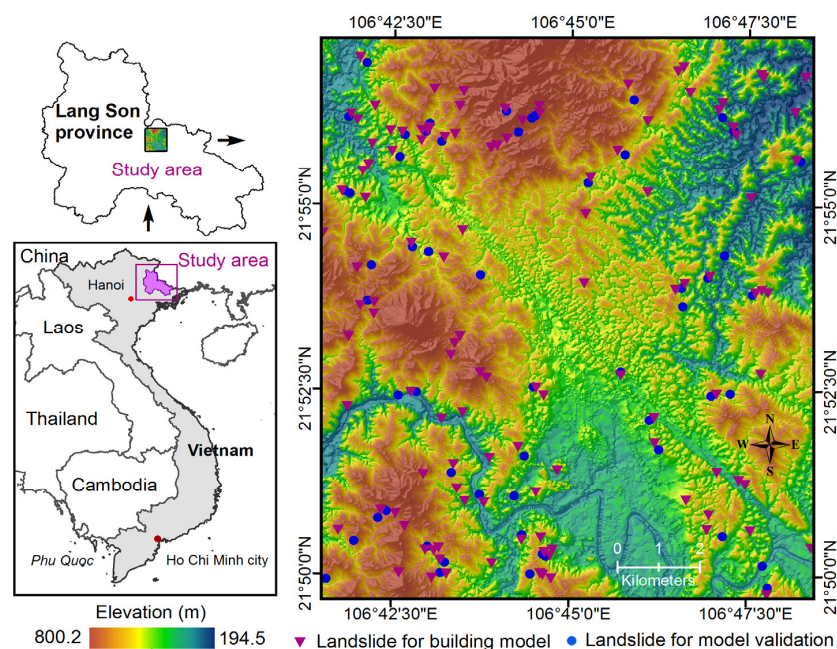 Lang Son
province
Study area
China
Study area
Hanoi
Laos
Thailand
Vietnam
Cambodia
Phu Quoc
Ho Chi Minh city
Elevation (m)
800.2
194.5
106°42'30"E
106°45'0"E
106°47'30"E
21°55'0"N
21°52'30"N
21°50'0"N
21°55'0"N
21°52'30"N
21°50'0"N
N
W
E
S
0 1 2
Kilometers
106°42'30"E
106°45'0"E
106°47'30"E
Landslide for building model
Landslide for model validation